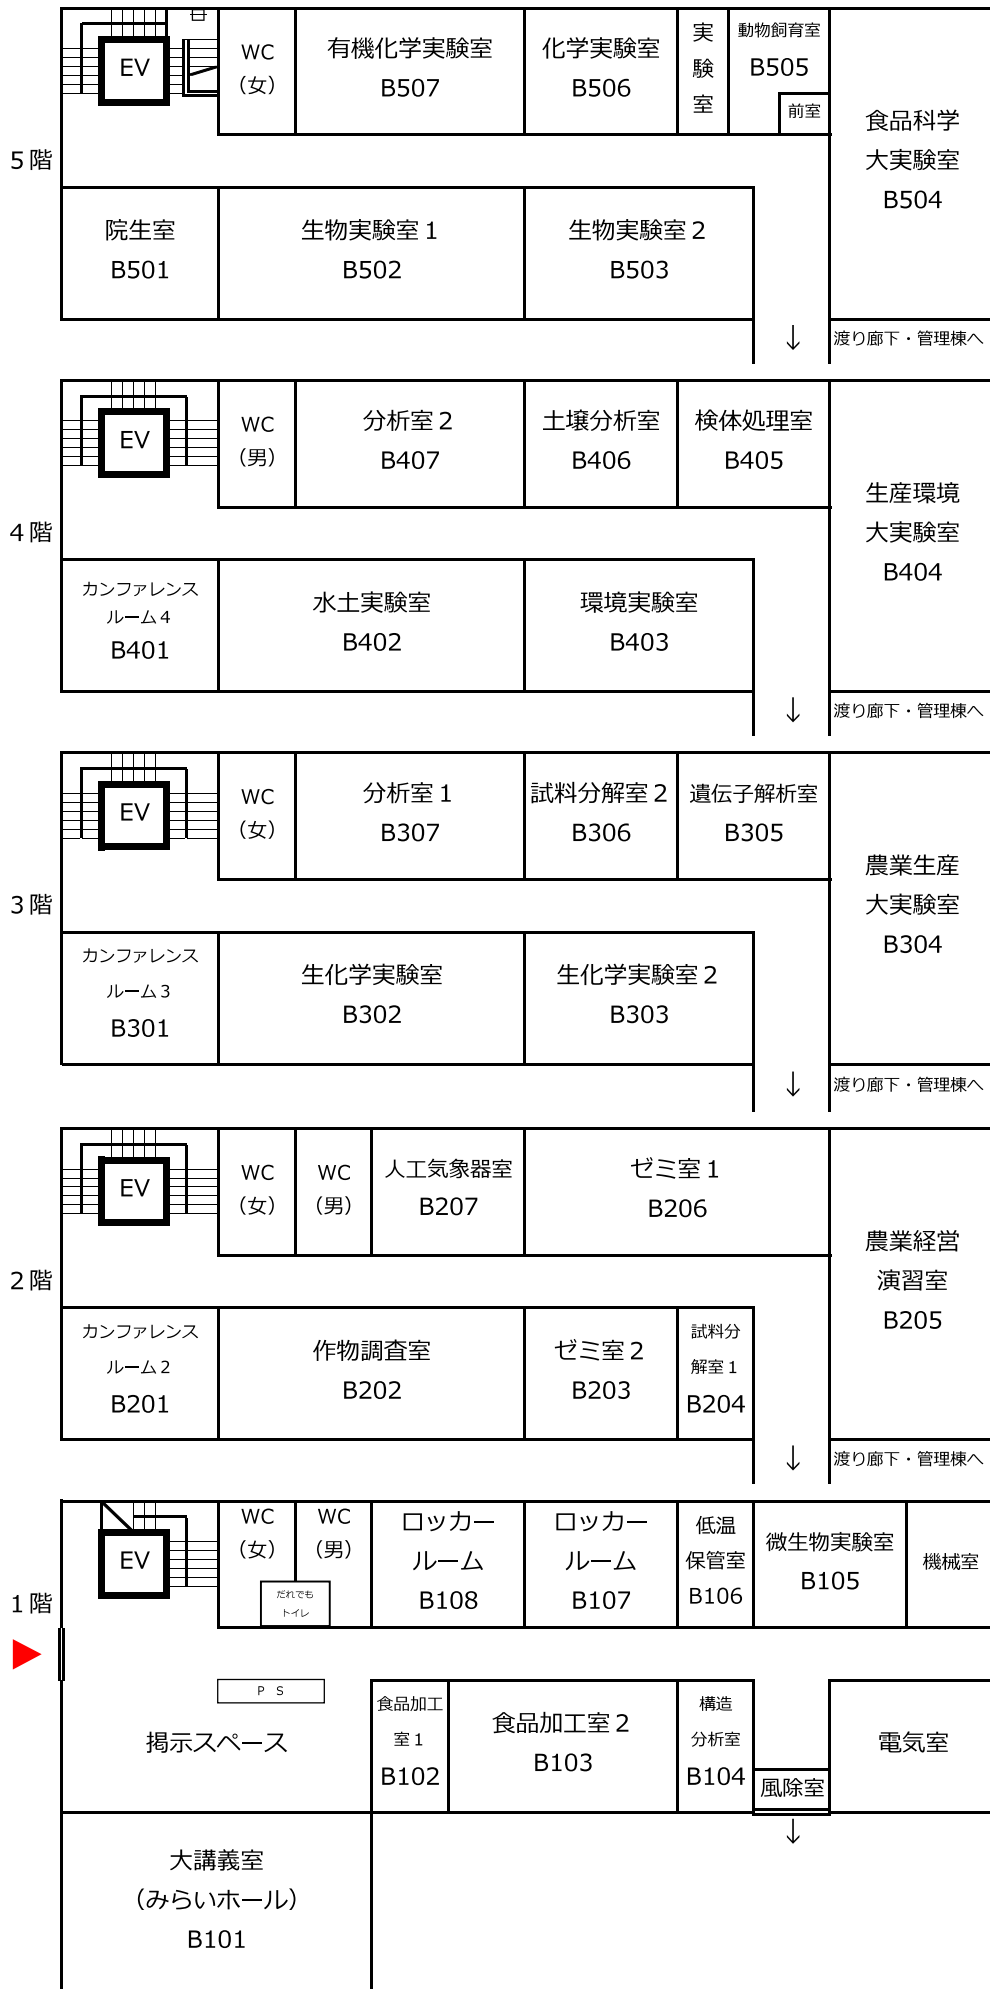 5階
EV
WC
（女）
有機化学実験室
B507
化学実験室
B506
実
験
室
動物飼育室
B505
前室
食品科学
大実験室
B504
院生室
B501
生物実験室１
B502
生物実験室２
B503
↓
渡り廊下・管理棟へ
4階
EV
WC
（男）
分析室２
B407
土壌分析室
B406
検体処理室
B405
生産環境
大実験室
B404
カンファレンス
ルーム４
B401
水土実験室
B402
環境実験室
B403
↓
渡り廊下・管理棟へ
3階
EV
WC
（女）
分析室１
B307
試料分解室２
B306
遺伝子解析室
B305
農業生産
大実験室
B304
カンファレンス
ルーム３
B301
生化学実験室
B302
生化学実験室２
B303
↓
渡り廊下・管理棟へ
2階
EV
WC
（女）
WC
（男）
人工気象器室
B207
ゼミ室１
B206
農業経営
演習室
B205
カンファレンス
ルーム２
B201
作物調査室
B202
ゼミ室２
B203
試料分
解室１
B204
↓
渡り廊下・管理棟へ
1階
EV
WC
（女）
WC
（男）
だれでも
トイレ
ロッカー
ルーム
B108
ロッカー
ルーム
B107
低温
保管室
B106
微生物実験室
B105
機械室
ＰＳ
掲示スペース
食品加工
室１
B102
食品加工室２
B103
構造
分析室
B104
風除室
↓
電気室
大講義室
（みらいホール）
B101